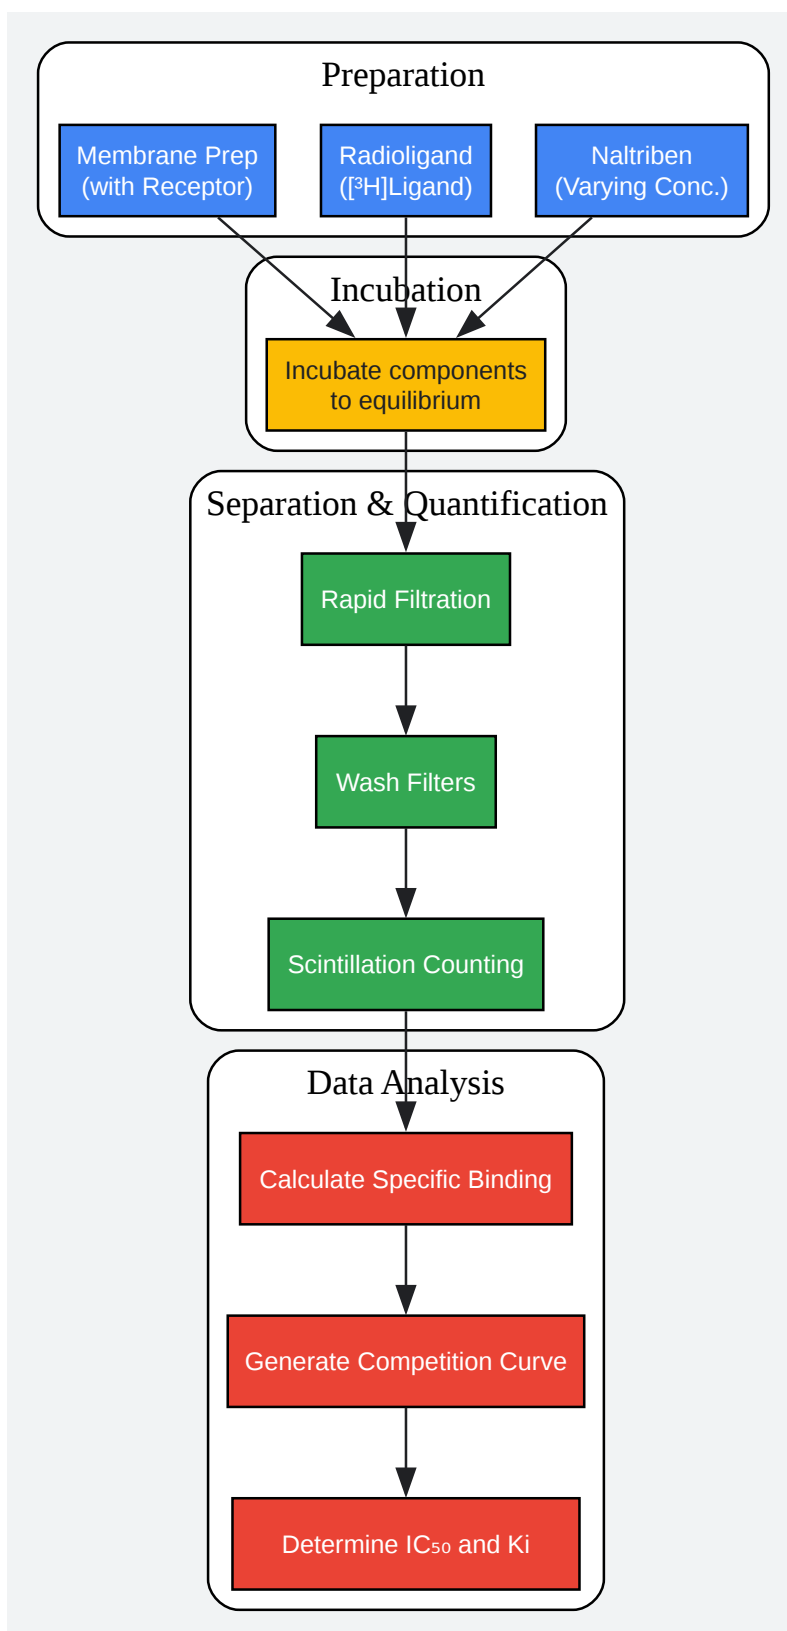 Preparation
Membrane Prep
(with Receptor)
Radioligand
([³H]Ligand)
Naltriben
(Varying Conc.)
Incubation
Incubate components
to equilibrium
Separation & Quantification
Rapid Filtration
Wash Filters
Scintillation Counting
Data Analysis
Calculate Specific Binding
Generate Competition Curve
Determine IC₅₀ and Ki